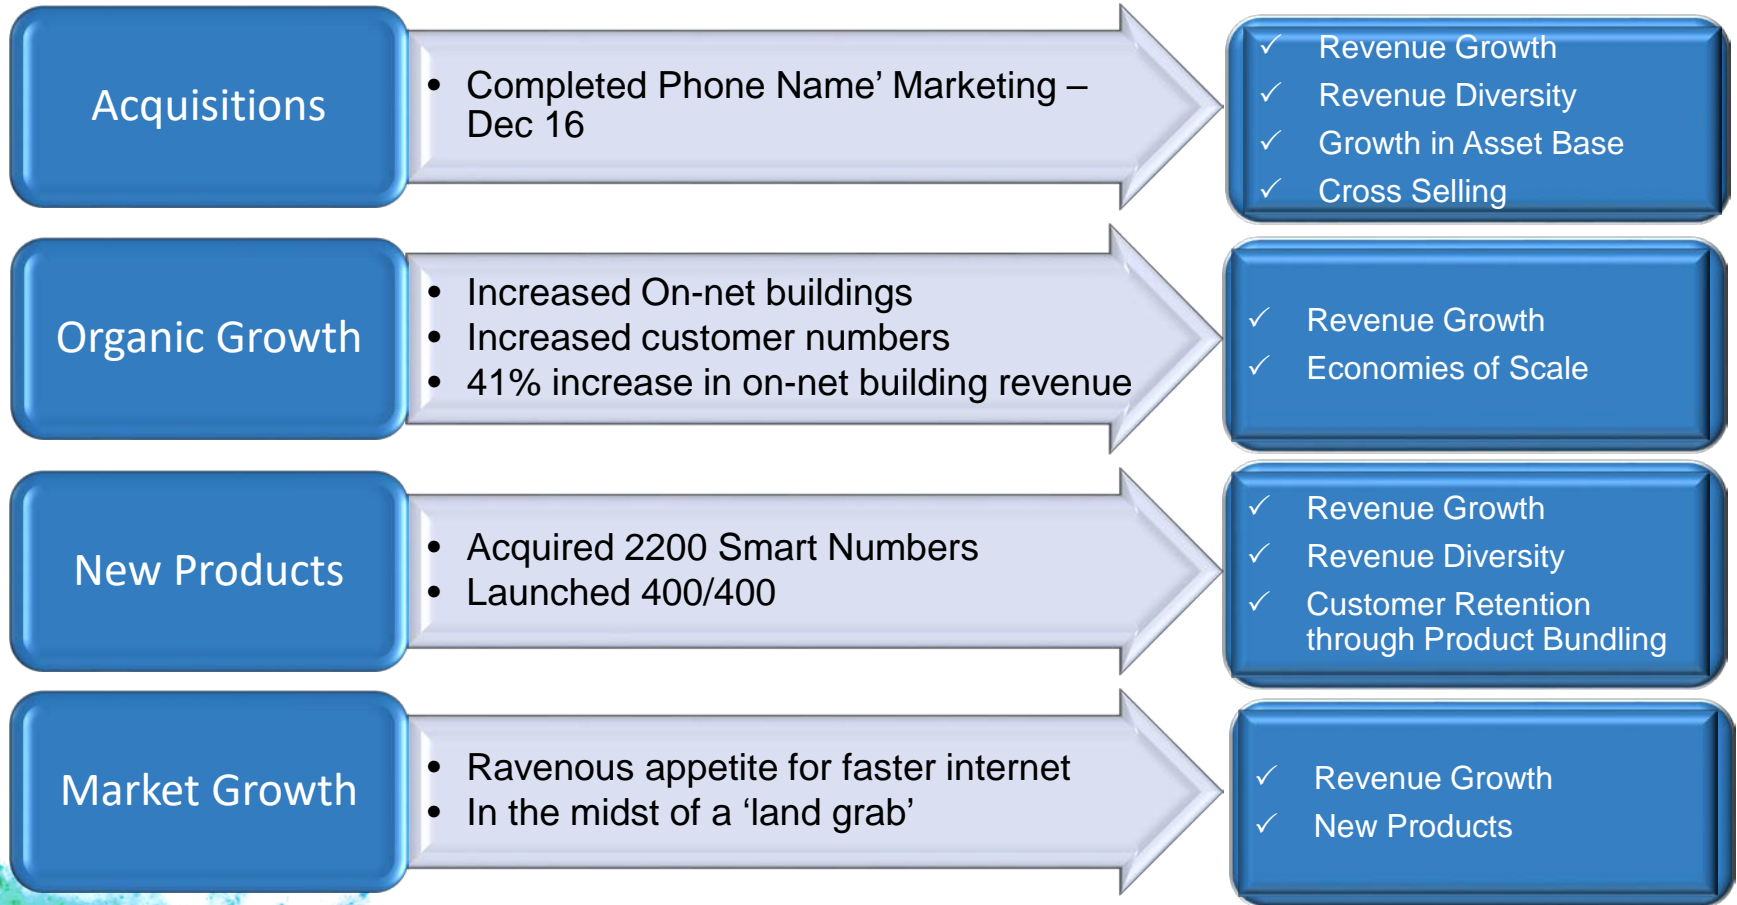 Acquisitions
• Completed Phone Name’ Marketing –
Dec 16
✓ Revenue Growth
✓ Revenue Diversity
✓ Growth in Asset Base
✓ Cross Selling
Organic Growth
• Increased On-net buildings
• Increased customer numbers
• 41% increase in on-net building revenue
✓ Revenue Growth
✓ Economies of Scale
New Products
• Acquired 2200 Smart Numbers
• Launched 400/400
✓ Revenue Growth
✓ Revenue Diversity
✓ Customer Retention
through Product Bundling
Market Growth
• Ravenous appetite for faster internet
• In the midst of a ‘land grab’
✓ Revenue Growth
✓ New Products